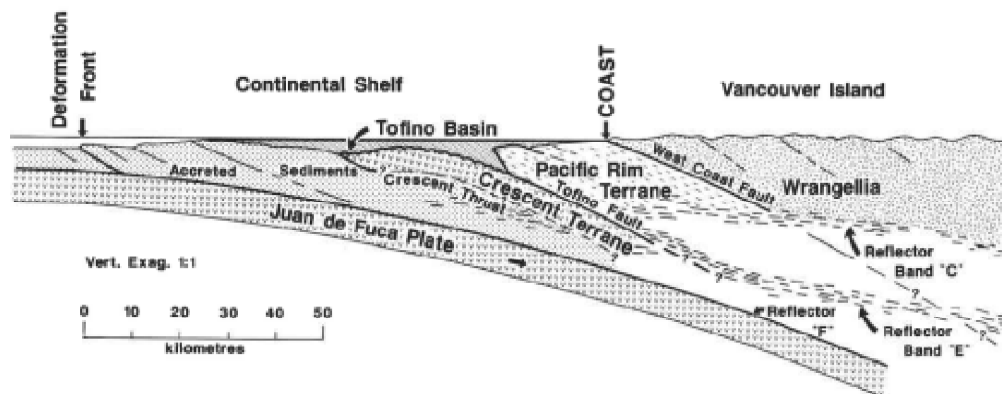 Deformation
Front
Continental Shelf
COAST
Vancouver Island
Tofino Basin
Accreted Sediments
?
Crescent Thrust
Crescent Terrane
Pacific Rim
Terrane
Tofino Fault
West Coast Fault
Wrangellia
Juan de Fuca Plate
?
?
?
Reflector
Band "C"
?
Vert. Exag. 1:1
0 10 20 30 40 50
kilometres
Reflector
"F"
Reflector
Band "E"
?
?